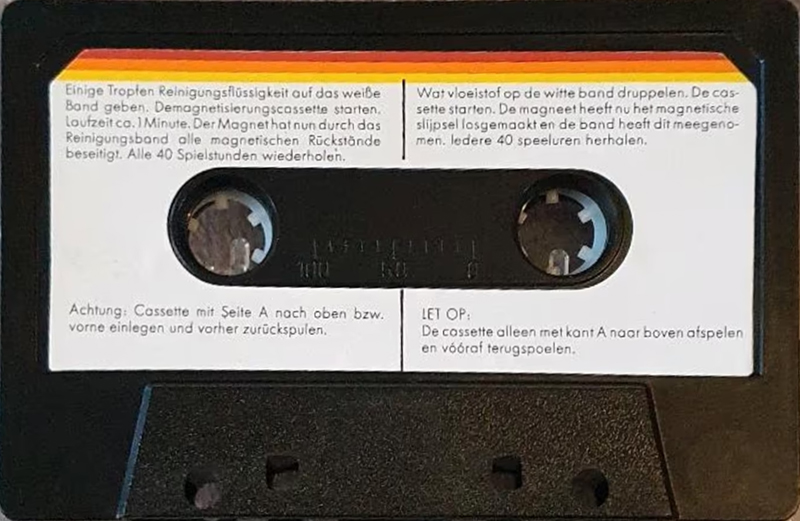 Einige Tropfen Reinigungsflüssigkeit auf das weiße
Band geben. Demagnetisierungscassette starten.
Laufzeit ca. 1 Minute. Der Magnet hat nun durch das
Reinigungsband alle magnetischen Rückstände
beseitigt. Alle 40 Spielstunden wiederholen.
Wat vloeistof op de witte band druppelen. De cas-
sette starten. De magneet heeft nu het magnetische
slijpsel losgemaakt en de band heeft dit meegeno-
men. Iedere 40 speeluren herhalen.
100 50 0
Achtung: Cassette mit Seite A nach oben bzw.
vorne einlegen und vorher zurückspulen.
LET OP:
De cassette alleen met kant A naar boven afspelen
en vóóraf terugspoelen.